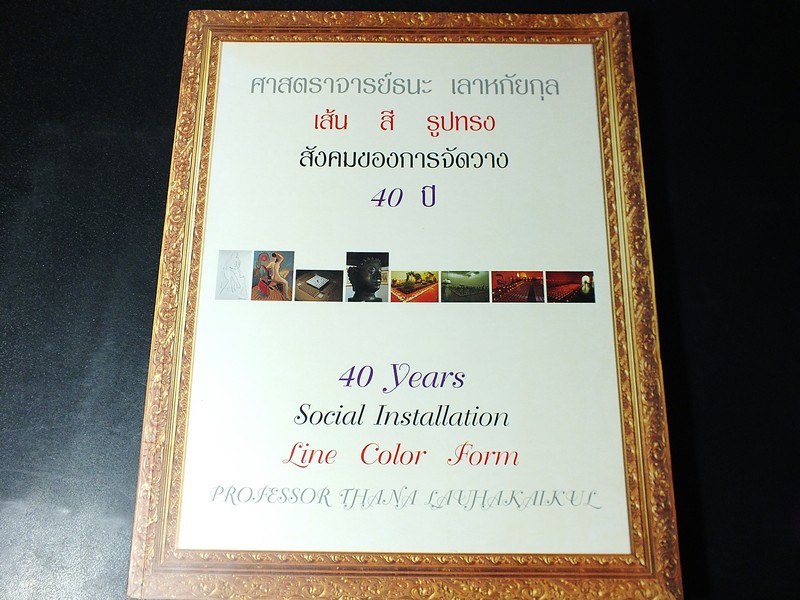 ศาสตราจารย์ธนะ เลาหกัยกุล
เส้น สี รูปทรง
สังคมของการจัดวาง
40 ปี
40 Years
Social Installation
Line Color Form
PROFESSOR THANA LAUHAKAIKUL